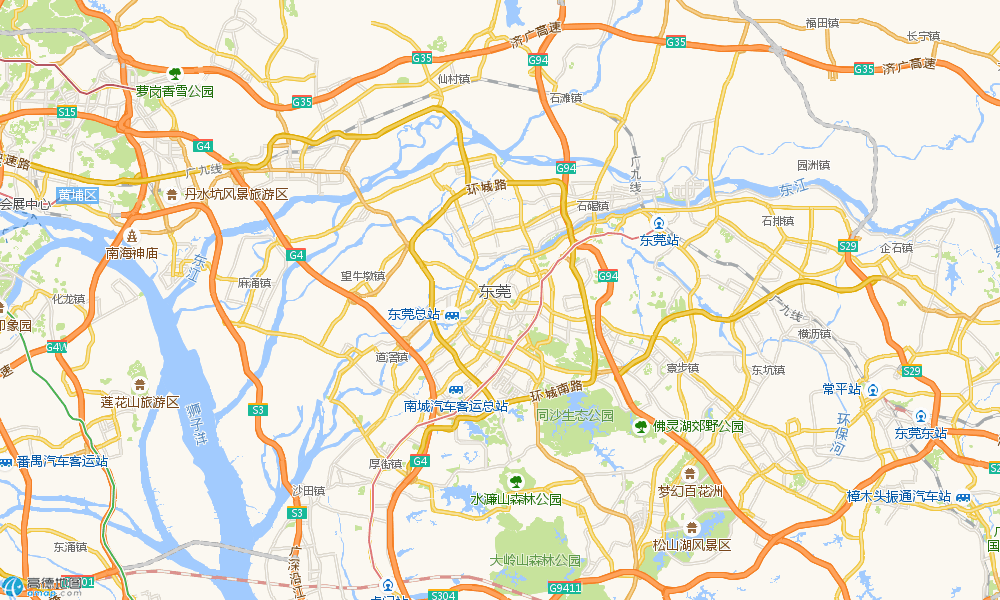 福田镇
长宁镇
济广高速
G35
G35
G94
G35
济广高速
仙村镇
萝岗香雪公园
石滩镇
G35
S15
G4
广九线
G94
广九线
园洲镇
东江
环城路
黄埔区
丹水坑风景旅游区
会展中心
石碣镇
石排镇
东莞站
S29
企石镇
南海神庙
G4
东江
麻涌镇
望牛墩镇
G94
东莞
化龙镇
广九线
东莞总站
印象园
横沥镇
G4W
道滘镇
寮步镇
东坑镇
S29
莲花山旅游区
环城南路
常平站
南城汽车客运总站
S3
狮子洋
同沙生态公园
佛灵湖郊野公园
环保河
东莞东站
番禺汽车客运站
厚街镇
G4
梦幻百花洲
沙田镇
水濂山森林公园
樟木头振通汽车站
S3
松山湖风景区
东涌镇
广深沿江
大岭山森林公园
高德地图
S304
G9411